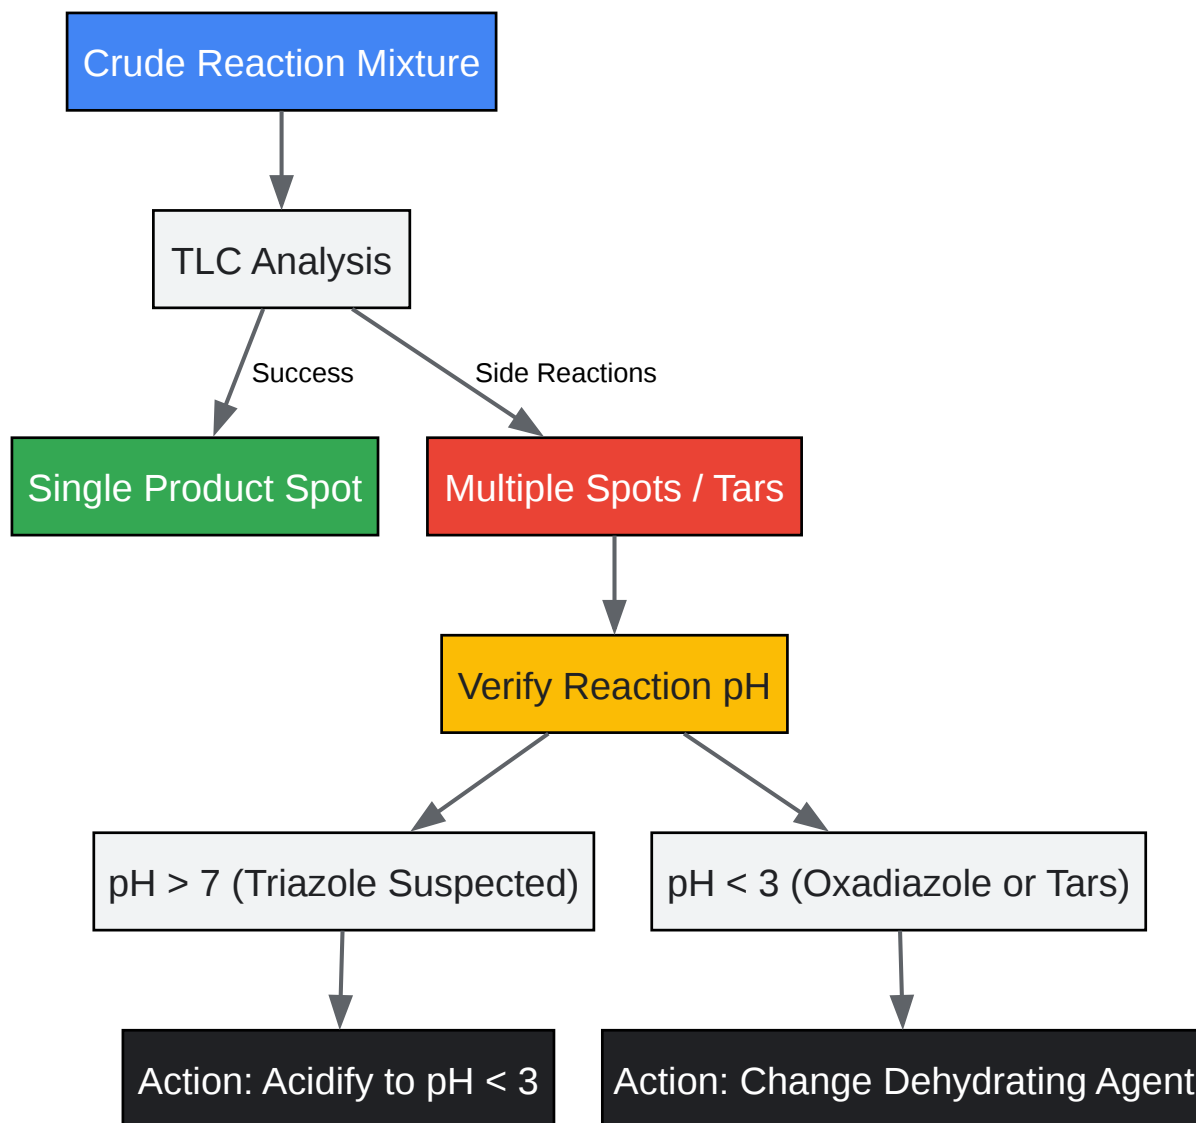 Crude Reaction Mixture
TLC Analysis
Success
Side Reactions
Single Product Spot
Multiple Spots / Tars
Verify Reaction pH
pH > 7 (Triazole Suspected)
pH < 3 (Oxadiazole or Tars)
Action: Acidify to pH < 3
Action: Change Dehydrating Agent